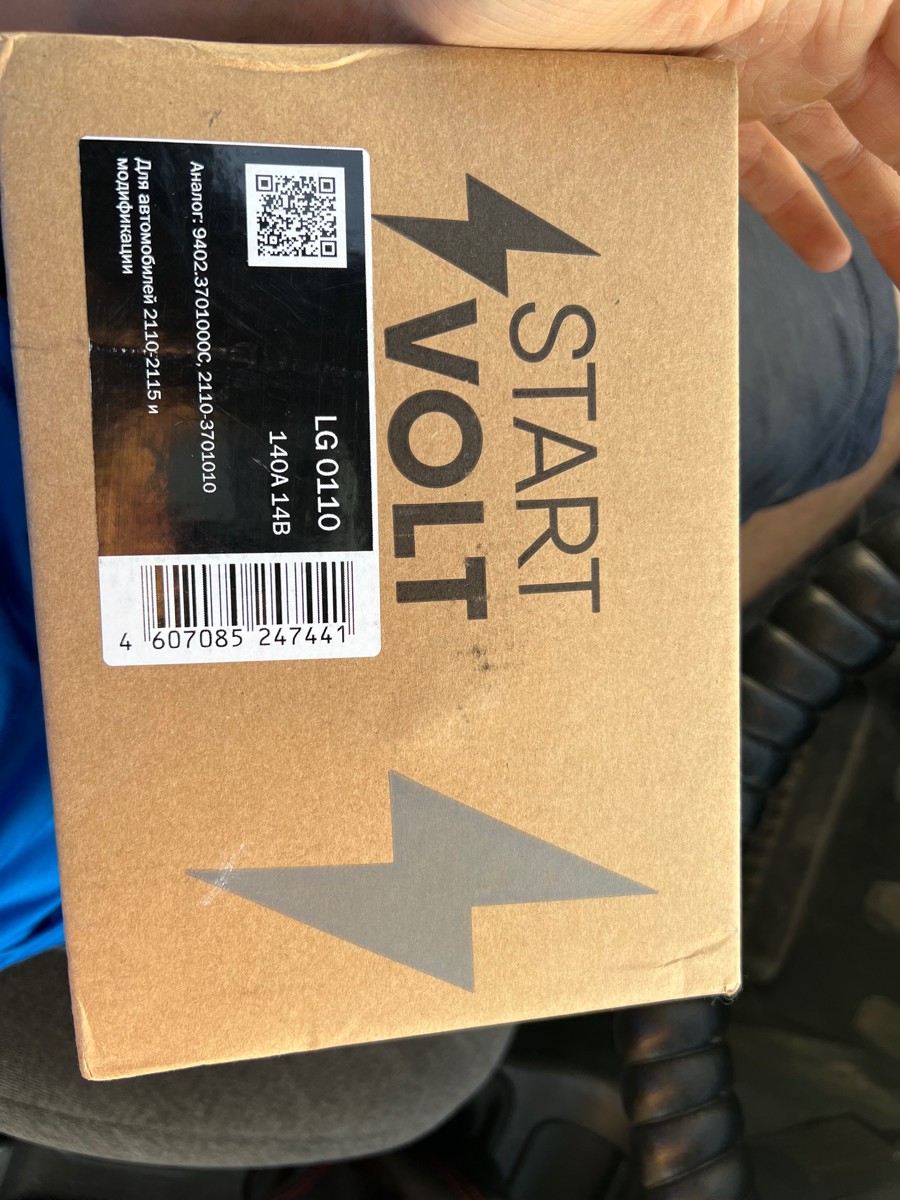 START
VOLT
LG 0110
140A 14В
Аналог: 9402.3701000С, 2110-3701010
Для автомобилей 2110-2115 и
модификации
4 607085 247441